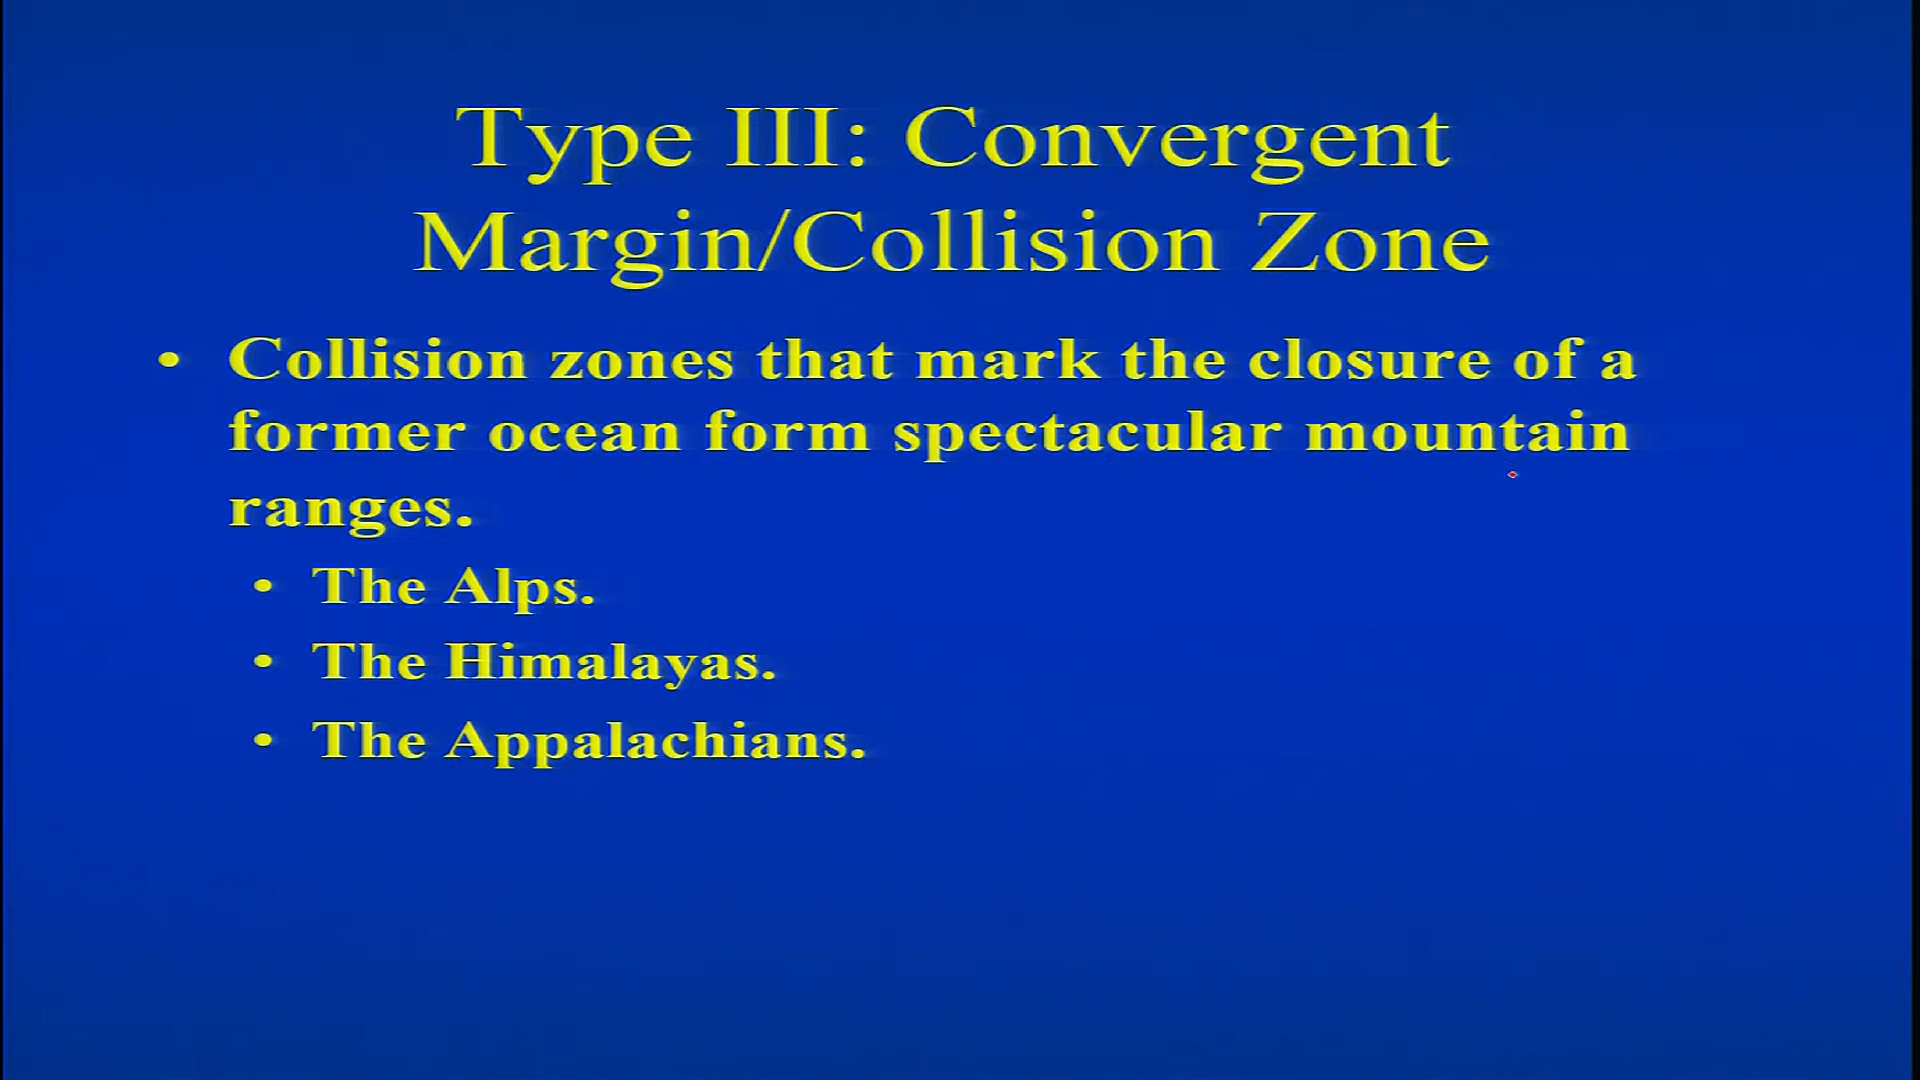 Type III: Convergent
Margin/Collision Zone
• Collision zones that mark the closure of a
former ocean form spectacular mountain
ranges.
• The Alps.
• The Himalayas.
• The Appalachians.